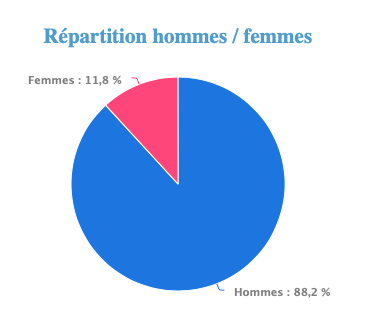 Répartition hommes / femmes
Femmes : 11,8 %
Hommes : 88,2 %